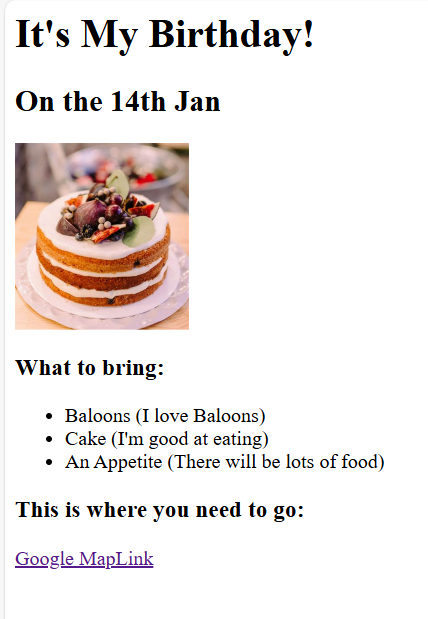 It's My Birthday!
On the 14th Jan
What to bring:
Baloons (I love Baloons)
Cake (I'm good at eating)
An Appetite (There will be lots of food)
This is where you need to go:
Google MapLink